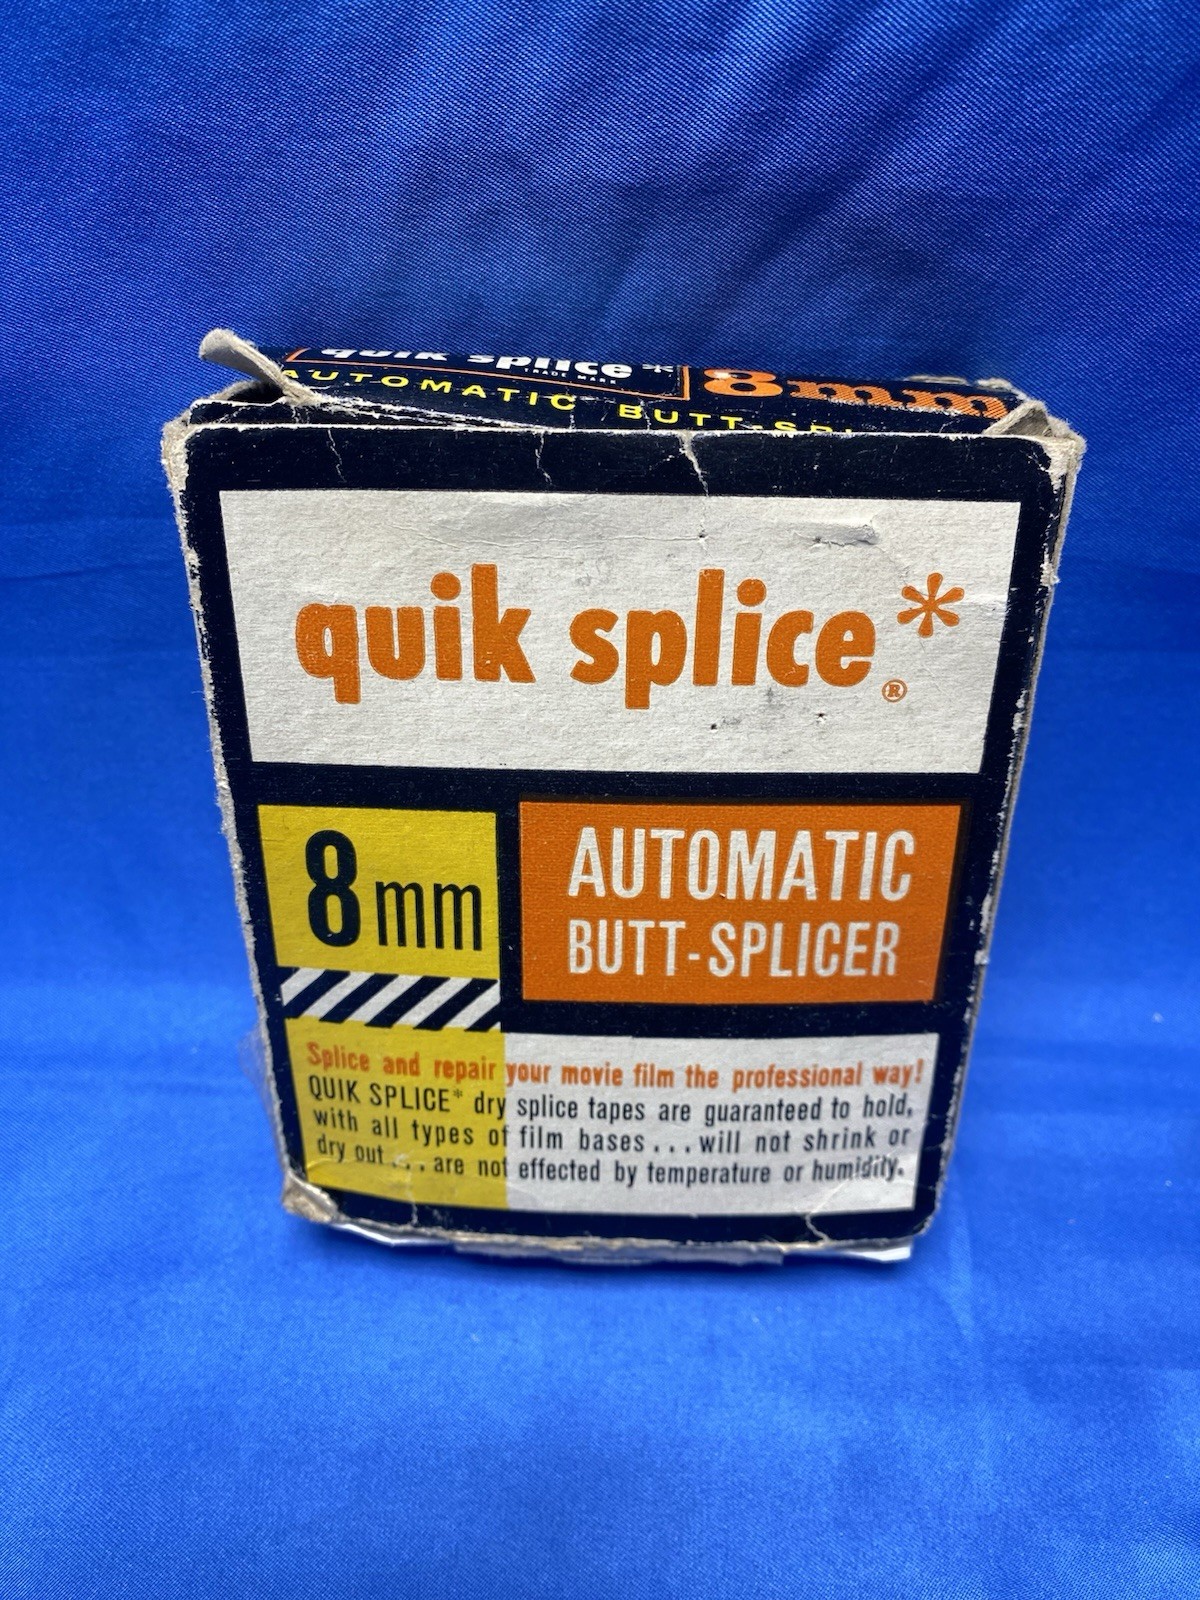 quik splice*
TRADE MARK
8mm
AUTOMATIC BUTT-
quik splice*
®
8mm
AUTOMATIC
BUTT-SPLICER
Splice and repair your movie film the professional way!
QUIK SPLICE* dry splice tapes are guaranteed to hold,
with all types of film bases . . . will not shrink or
dry out . . . are not effected by temperature or humidity.